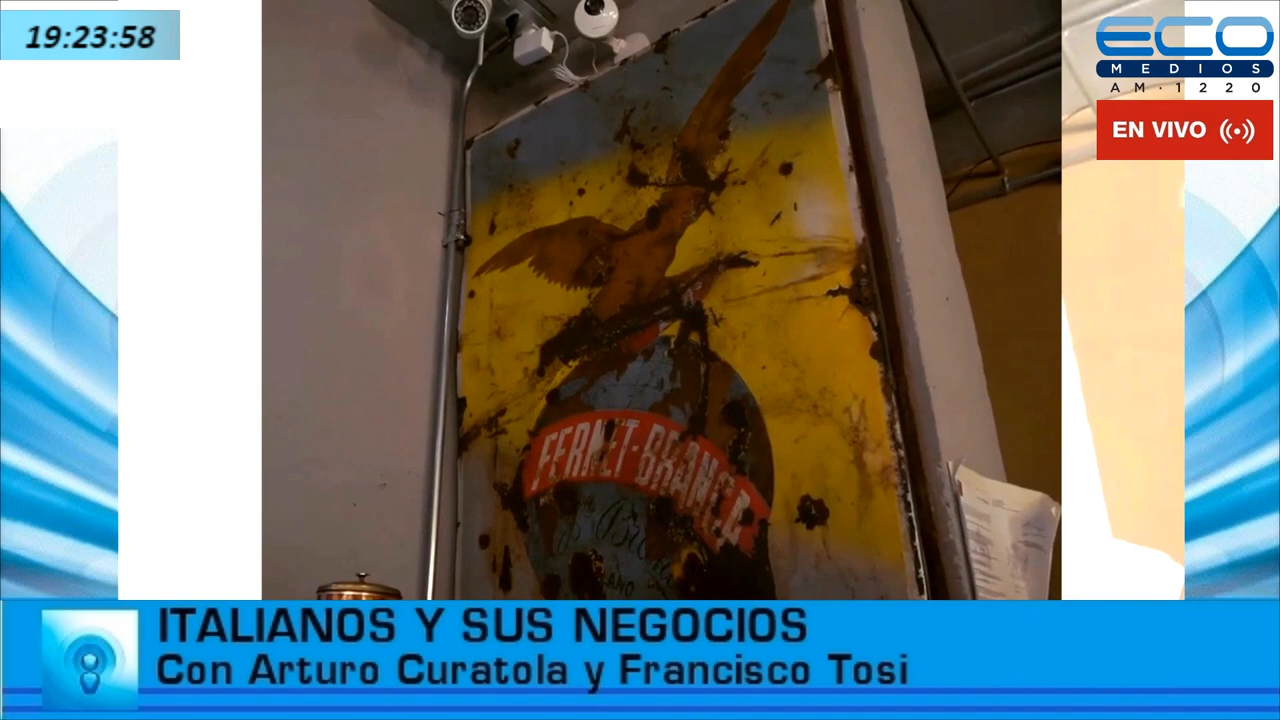 19:23:58
ECO
MEDIOS
AM·1220
EN VIVO
FERNET-BRANCA
ITALIANOS Y SUS NEGOCIOS
Con Arturo Curatola y Francisco Tosi